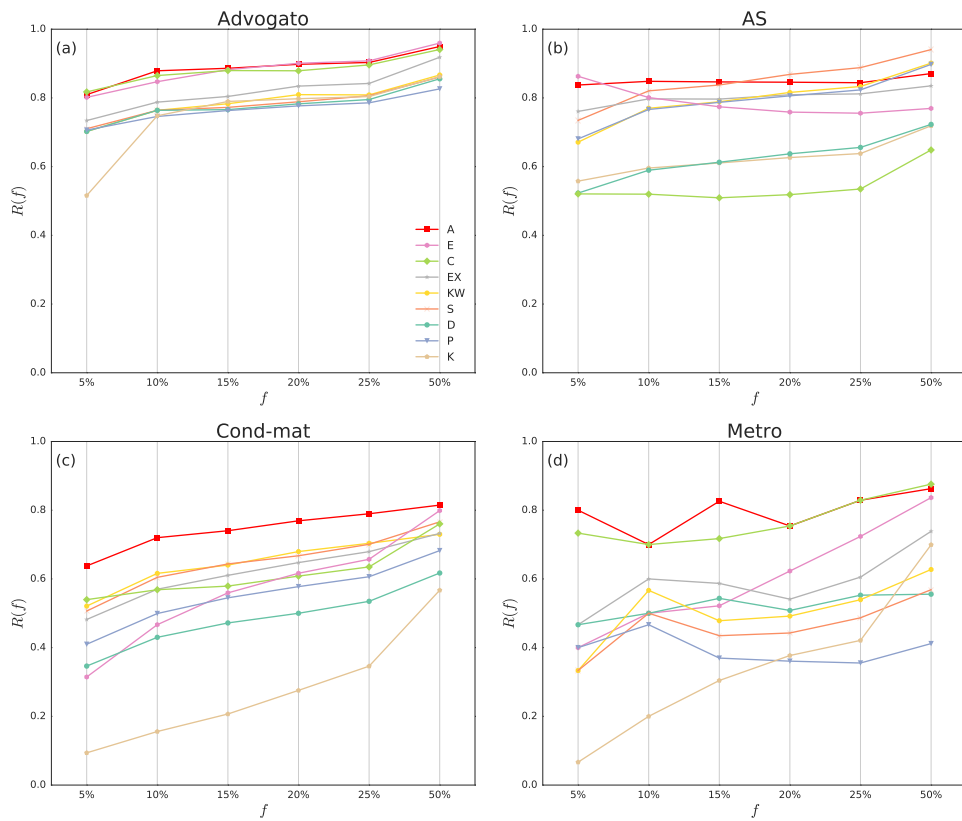 Advogato
(a)
1.0
0.8
0.6
0.4
0.2
0.0
R(f)
5% 10% 15% 20% 25% 50%
f
A
E
C
EX
KW
S
D
P
K
AS
(b)
1.0
0.8
0.6
0.4
0.2
0.0
R(f)
5% 10% 15% 20% 25% 50%
f
Cond-mat
(c)
1.0
0.8
0.6
0.4
0.2
0.0
R(f)
5% 10% 15% 20% 25% 50%
f
Metro
(d)
1.0
0.8
0.6
0.4
0.2
0.0
R(f)
5% 10% 15% 20% 25% 50%
f